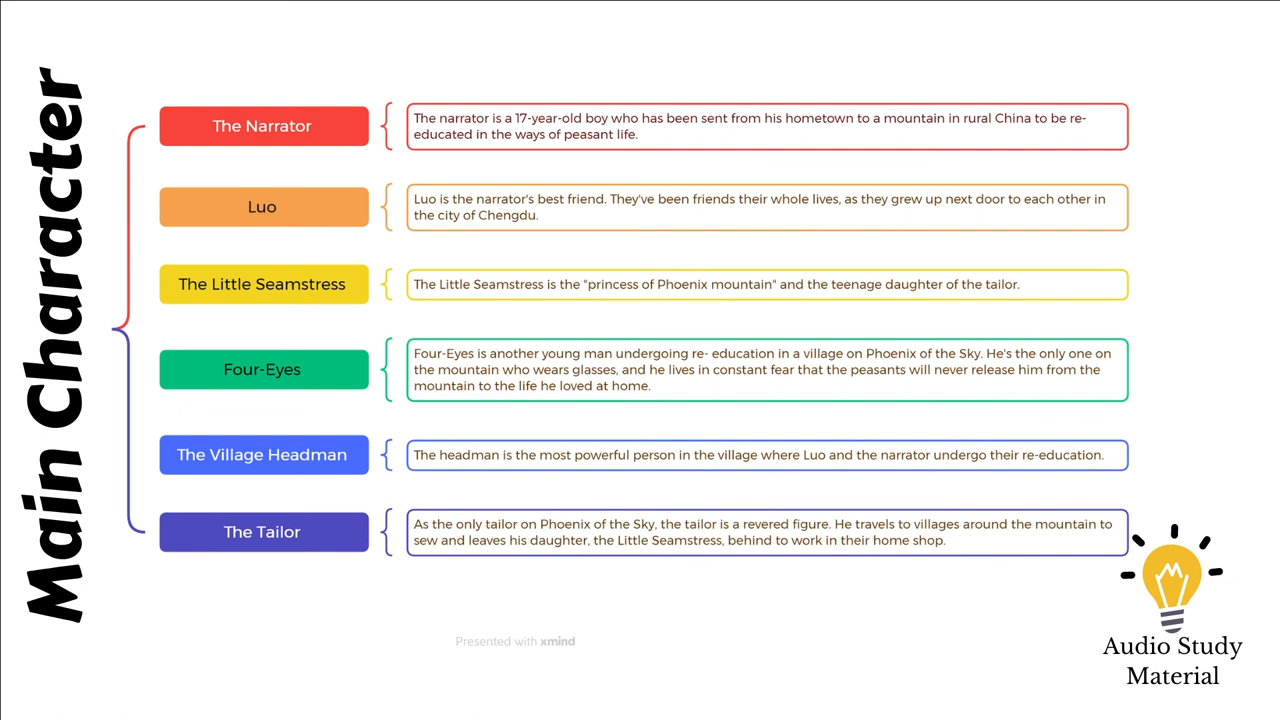 Main Character
The Narrator
The narrator is a 17-year-old boy who has been sent from his hometown to a mountain in rural China to be re-
educated in the ways of peasant life.
Luo
Luo is the narrator's best friend. They've been friends their whole lives, as they grew up next door to each other in
the city of Chengdu.
The Little Seamstress
The Little Seamstress is the "princess of Phoenix mountain" and the teenage daughter of the tailor.
Four-Eyes
Four-Eyes is another young man undergoing re- education in a village on Phoenix of the Sky. He's the only one on
the mountain who wears glasses, and he lives in constant fear that the peasants will never release him from the
mountain to the life he loved at home.
The Village Headman
The headman is the most powerful person in the village where Luo and the narrator undergo their re-education.
The Tailor
As the only tailor on Phoenix of the Sky, the tailor is a revered figure. He travels to villages around the mountain to
sew and leaves his daughter, the Little Seamstress, behind to work in their home shop.
Presented with xmind
Audio Study
Material